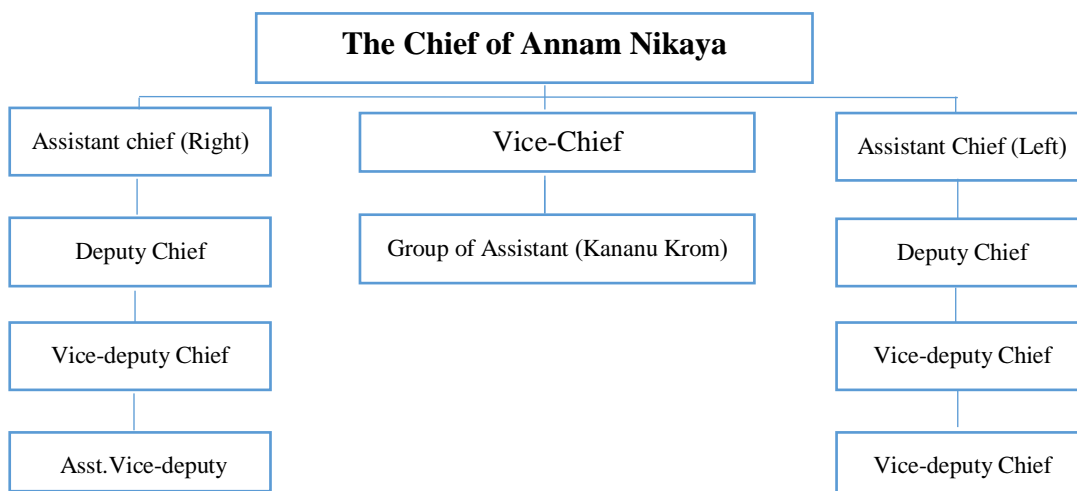 The Chief of Annam Nikaya
Assistant chief (Right)
Vice-Chief
Assistant Chief (Left)
Deputy Chief
Group of Assistant (Kananu Krom)
Deputy Chief
Vice-deputy Chief
Vice-deputy Chief
Asst.Vice-deputy
Vice-deputy Chief